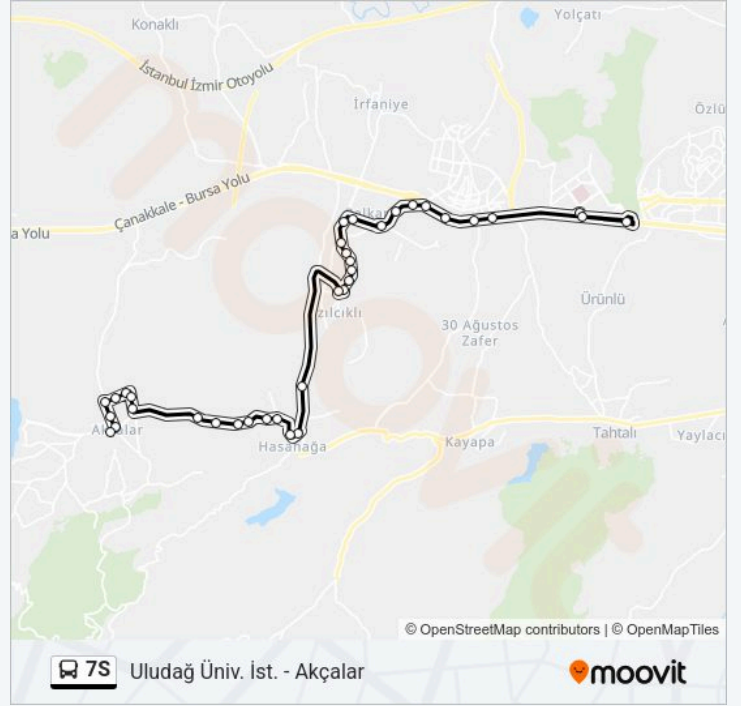 Konaklı
Yolçatı
İstanbul İzmir Otoyolu
İrfaniye
Özlü
Çanakkale - Bursa Yolu
a Yolu
zılcıklı
Ürünlü
30 Ağustos
Zafer
Hasanağa
Kayapa
Tahtalı
Yaylacı
© OpenStreetMap contributors | © OpenMapTiles
7S Uludağ Üniv. İst. - Akçalar
moovit